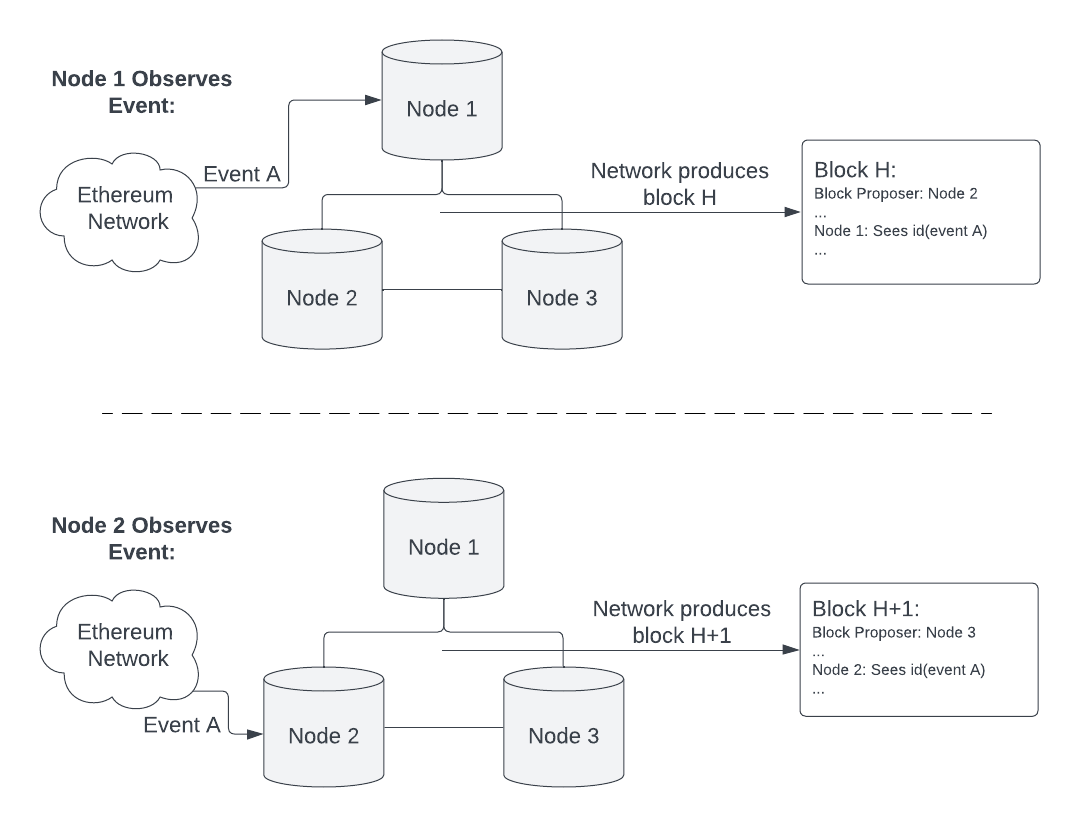 Node 1 Observes
Event:
Ethereum
Network
Event A
Node 1
Node 2
Node 3
Network produces
block H
Block H:
Block Proposer: Node 2
...
Node 1: Sees id(event A)
...
Node 2 Observes
Event:
Ethereum
Network
Event A
Node 1
Node 2
Node 3
Network produces
block H+1
Block H+1:
Block Proposer: Node 3
...
Node 2: Sees id(event A)
...